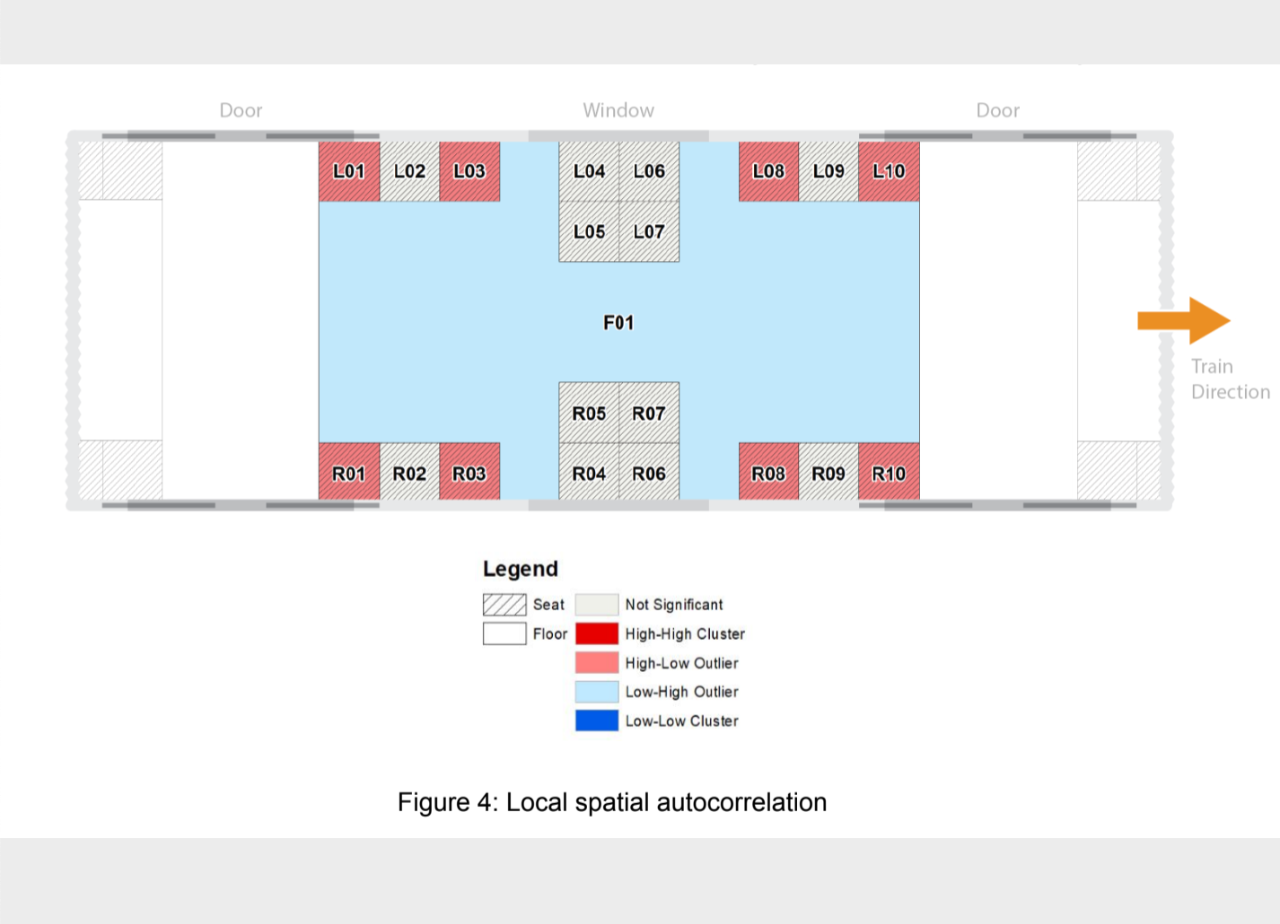 Door Window Door
L01 L02 L03 L04 L06 L08 L09 L10
L05 L07
F01
Train
Direction
R05 R07
R01 R02 R03 R04 R06 R08 R09 R10
Legend
Seat Not Significant
Floor High-High Cluster
High-Low Outlier
Low-High Outlier
Low-Low Cluster
Figure 4: Local spatial autocorrelation